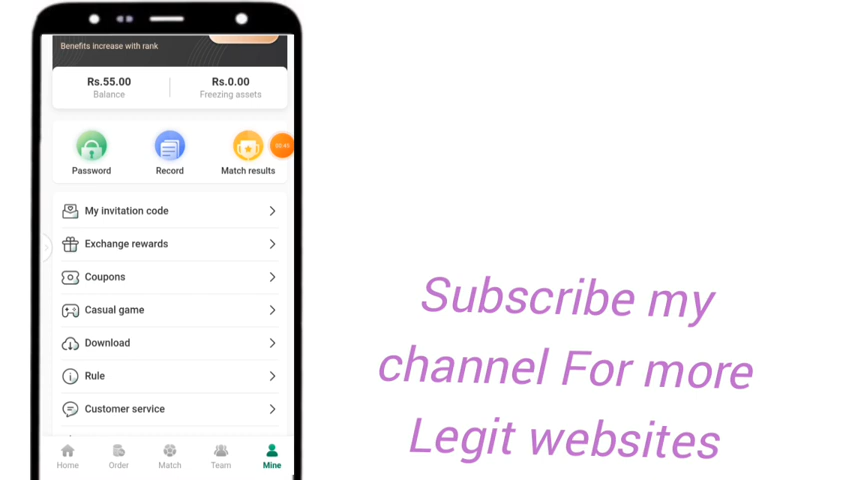 Benefits increase with rank
Rs.55.00 Rs.0.00
Balance Freezing assets
00:45
Password Record Match results
My invitation code
Exchange rewards
Coupons
Casual game
Download
Rule
Customer service
Home Order Match Team Mine
Subscribe my
channel For more
Legit websites